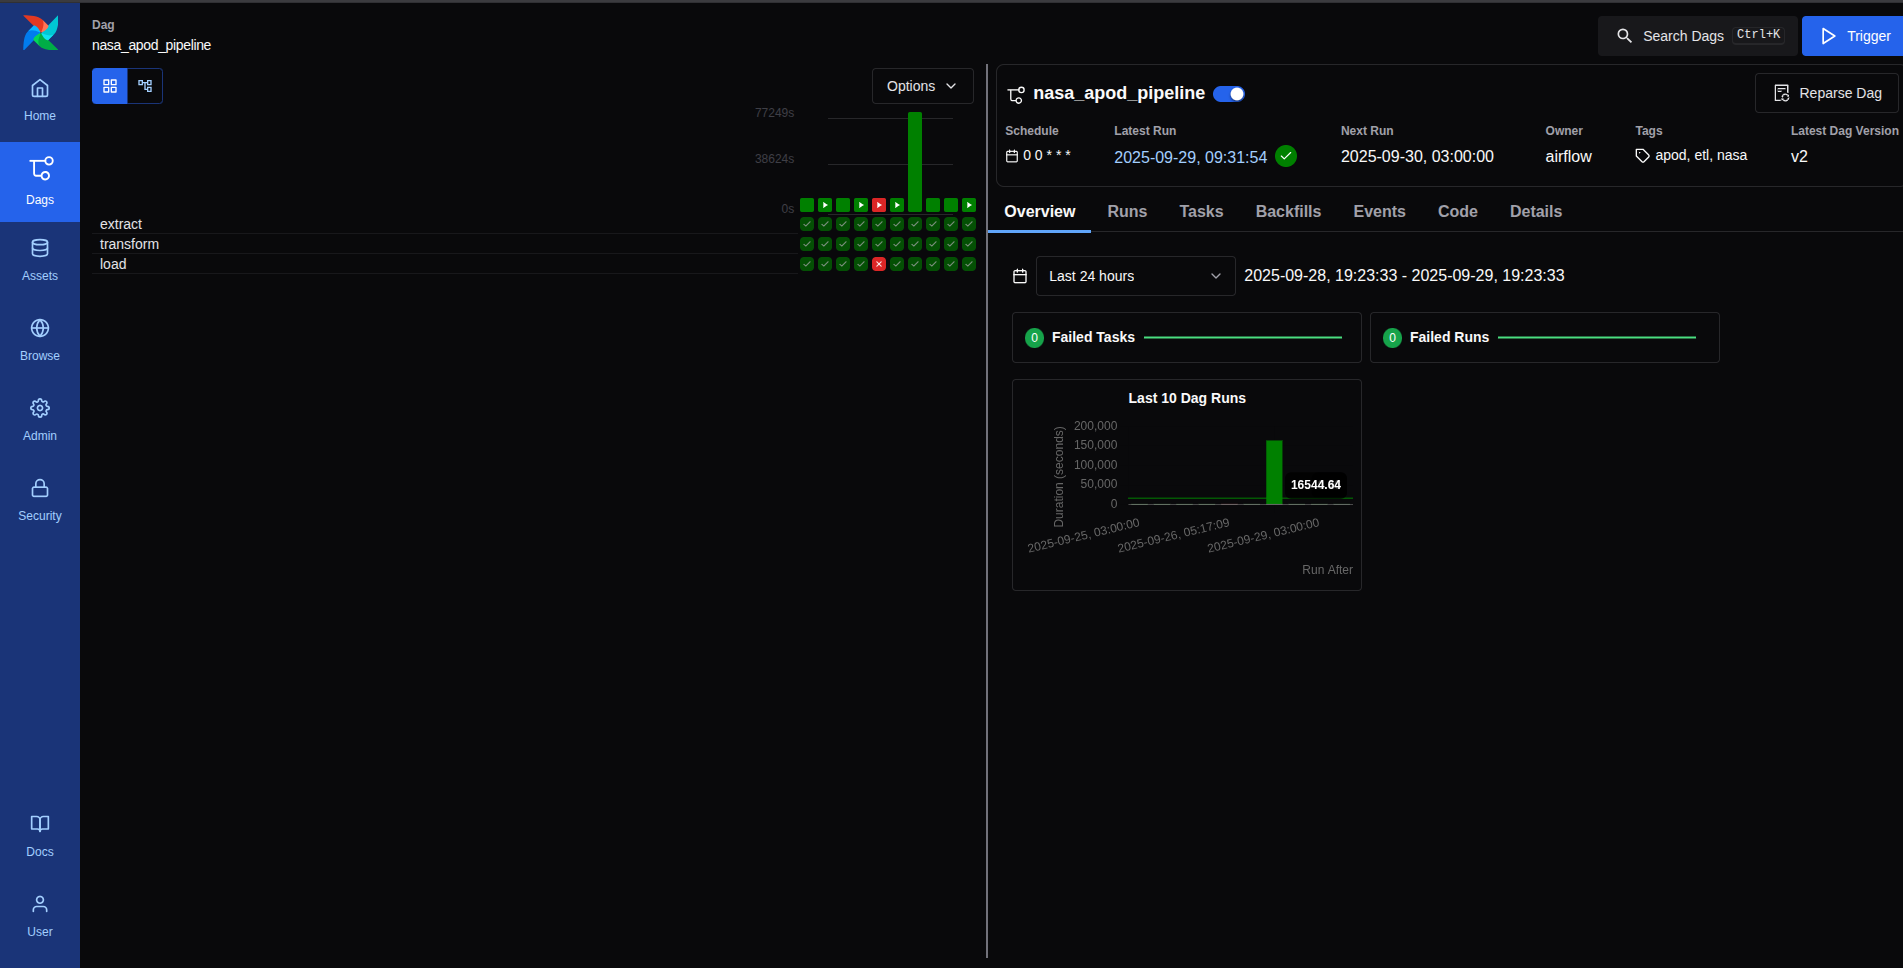 Dag
nasa_apod_pipeline
Search Dags Ctrl+K
Trigger
Home
Dags
Assets
Browse
Admin
Security
Docs
User
Options
77249s
38624s
0s
extract
transform
load
nasa_apod_pipeline
Reparse Dag
Schedule Latest Run Next Run Owner Tags Latest Dag Version
0 0 * * * 2025-09-29, 09:31:54 2025-09-30, 03:00:00 airflow apod, etl, nasa v2
Overview Runs Tasks Backfills Events Code Details
Last 24 hours 2025-09-28, 19:23:33 - 2025-09-29, 19:23:33
0 Failed Tasks
0 Failed Runs
Last 10 Dag Runs
Duration (seconds)
200,000
150,000
100,000
50,000
0
16544.64
2025-09-25, 03:00:00
2025-09-26, 05:17:09
2025-09-29, 03:00:00
Run After